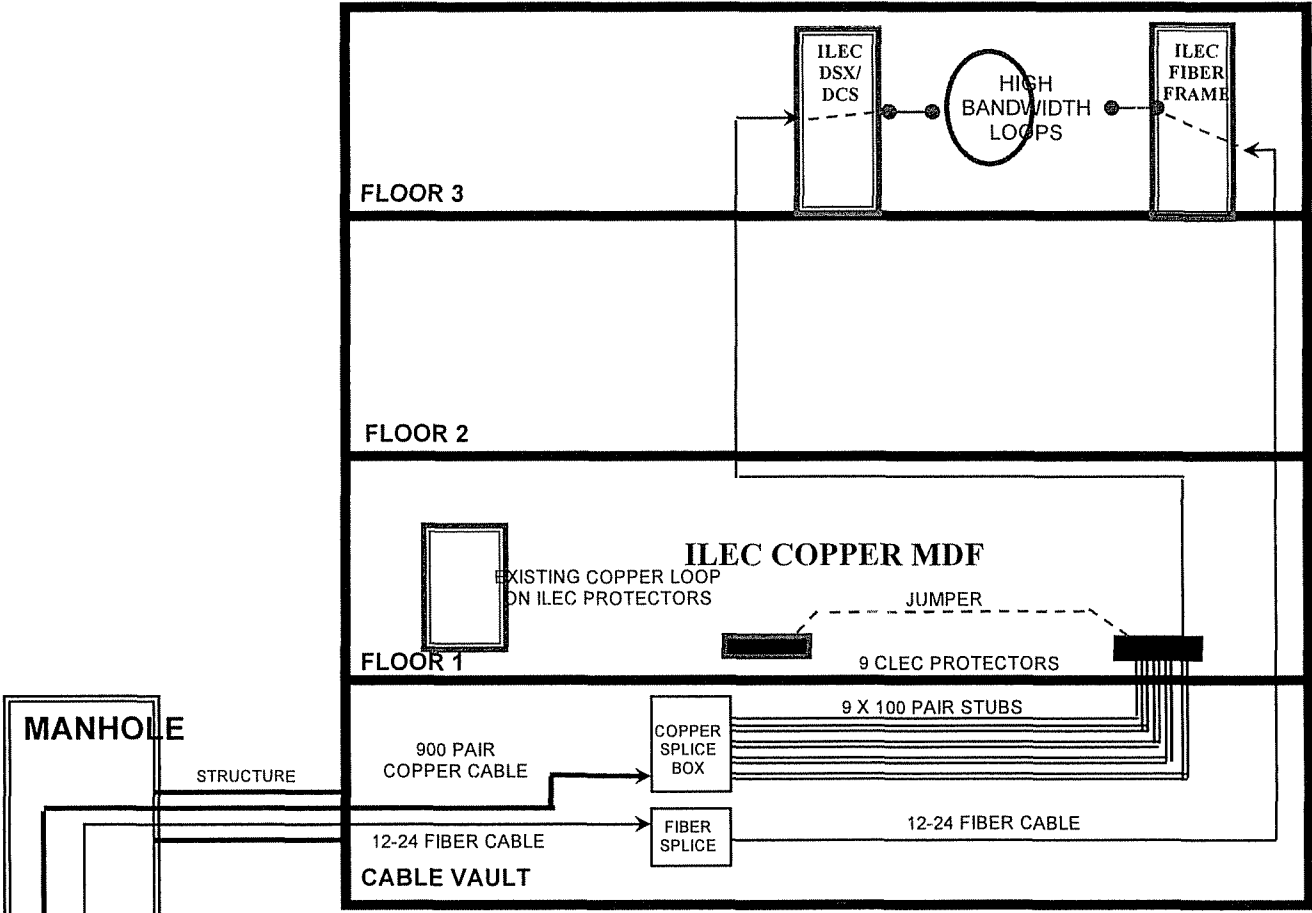 ILEC
DSX/
DCS
HIGH
BANDWIDTH
LOOPS
ILEC
FIBER
FRAME
FLOOR 3
FLOOR 2
ILEC COPPER MDF
EXISTING COPPER LOOP
ON ILEC PROTECTORS
JUMPER
FLOOR 1
9 CLEC PROTECTORS
MANHOLE
STRUCTURE
900 PAIR
COPPER CABLE
COPPER
SPLICE
BOX
9 X 100 PAIR STUBS
12-24 FIBER CABLE
FIBER
SPLICE
12-24 FIBER CABLE
CABLE VAULT